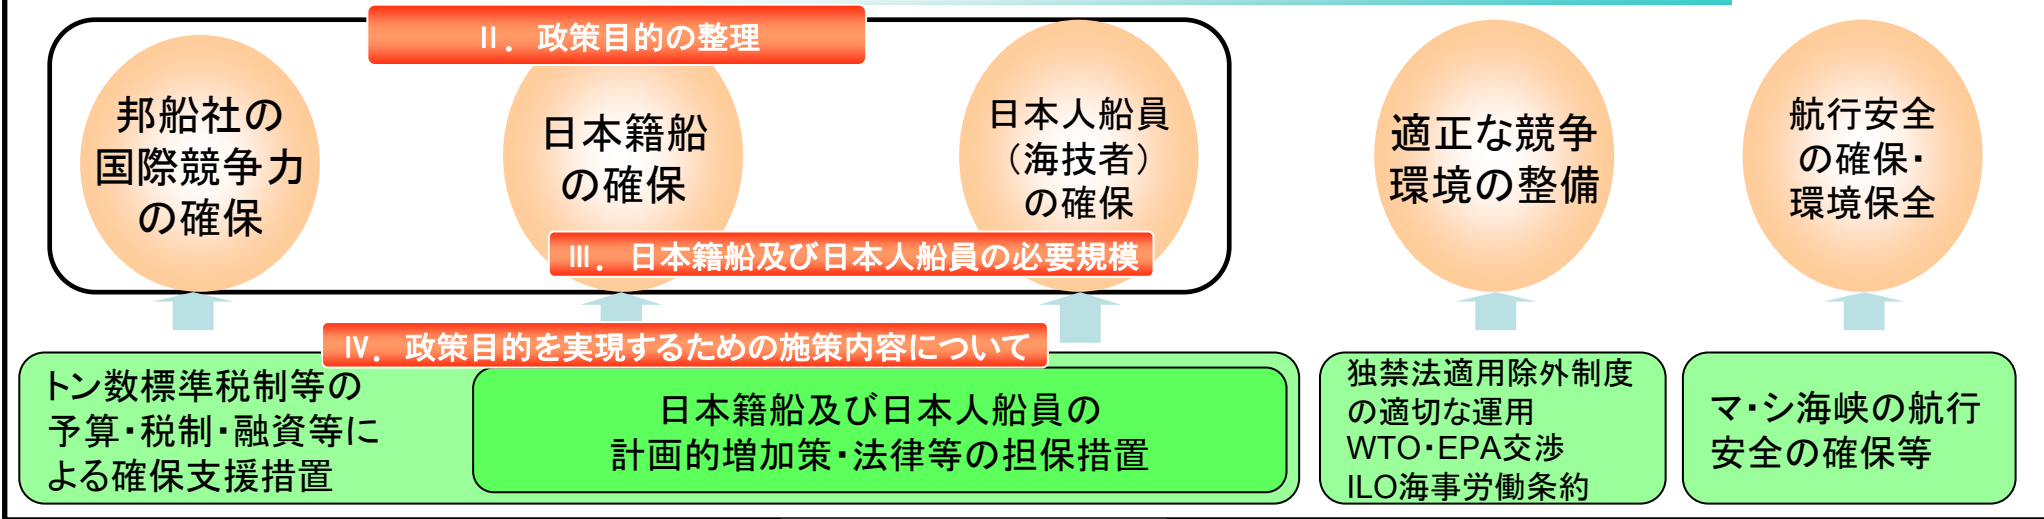 Ⅱ．政策目的の整理
邦船社の
国際競争力
の確保
日本籍船
の確保
日本人船員
（海技者）
の確保
適正な競争
環境の整備
航行安全
の確保・
環境保全
Ⅲ．日本籍船及び日本人船員の必要規模
Ⅳ．政策目的を実現するための施策内容について
トン数標準税制等の
予算・税制・融資等に
よる確保支援措置
日本籍船及び日本人船員の
計画的増加策・法律等の担保措置
独禁法適用除外制度
の適切な運用
WTO・EPA交渉
ILO海事労働条約
マ・シ海峡の航行
安全の確保等